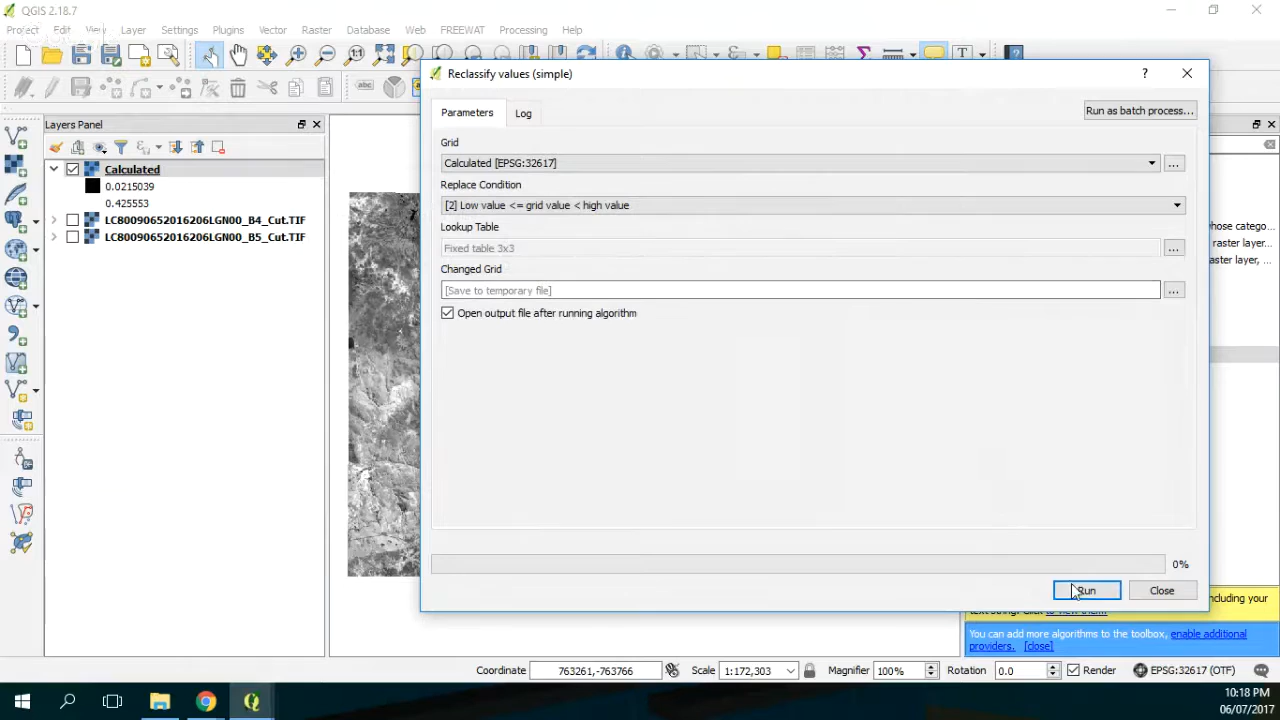 QGIS 2.18.7
Project Edit View Layer Settings Plugins Vector Raster Database Web FREEWAT Processing Help
Reclassify values (simple)
Parameters Log Run as batch process...
Layers Panel
Grid
Calculated [EPSG:32617]
Calculated
0.0215039
0.425553
LC80090652016206LGN00_B4_Cut.TIF
LC80090652016206LGN00_B5_Cut.TIF
Replace Condition
[2] Low value <= grid value < high value
Lookup Table
Fixed table 3x3
Changed Grid
[Save to temporary file]
Open output file after running algorithm
raster layer...
aster layer, ...
0%
Run Close
ncluding your
You can add more algorithms to the toolbox, enable additional
providers. [close]
Coordinate 763261,-763766 Scale 1:172,303 Magnifier 100% Rotation 0.0 Render EPSG:32617 (OTF)
10:18 PM
06/07/2017